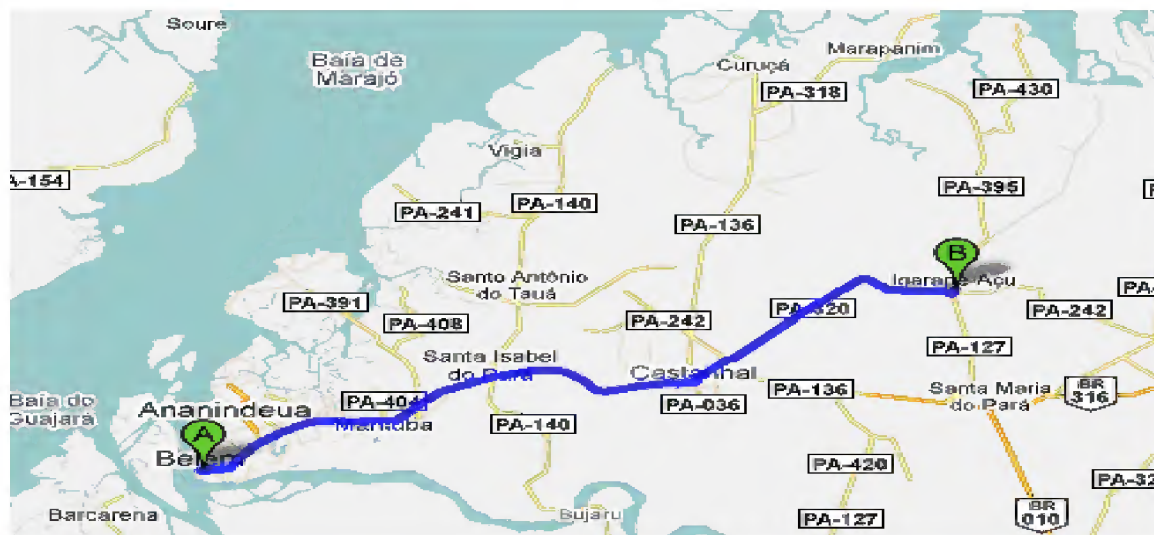 Soure
Baía de
Marajó
Marapanim
Curuçá
PA-318
PA-430
Vigia
A-154
PA-395
PA-241
PA-140
PA-136
B
Santo Antônio
do Tauá
Igarapé-Açu
PA-391
PA-320
PA-408
PA-242
PA-242
PA-127
Santa Isabel
do Pará
Castanhal
Baía do
Guajará
Ananindeua
PA-404
PA-036
PA-136
Santa Maria
do Pará
BR
316
Marituba
PA-140
A
Belém
PA-420
PA-32
Barcarena
Bujaru
PA-127
BR
010